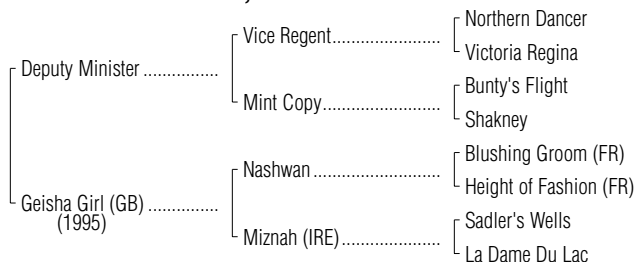 Northern Dancer
Vice Regent........................
Victoria Regina
Deputy Minister ................
Bunty's Flight
Mint Copy..........................
Shakney
Blushing Groom (FR)
Nashwan ...........................
Height of Fashion (FR)
Geisha Girl (GB) ...............
(1995)
Sadler's Wells
Miznah (IRE)......................
La Dame Du Lac